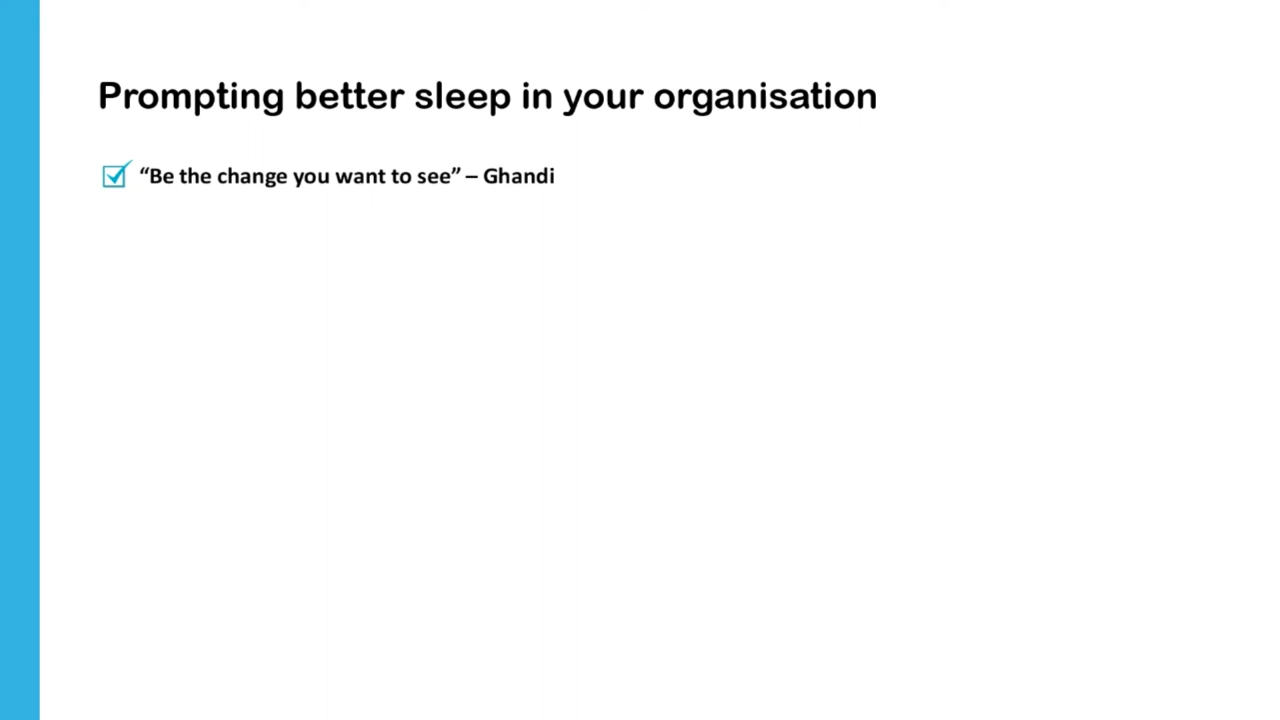 Prompting better sleep in your organisation
“Be the change you want to see” – Ghandi